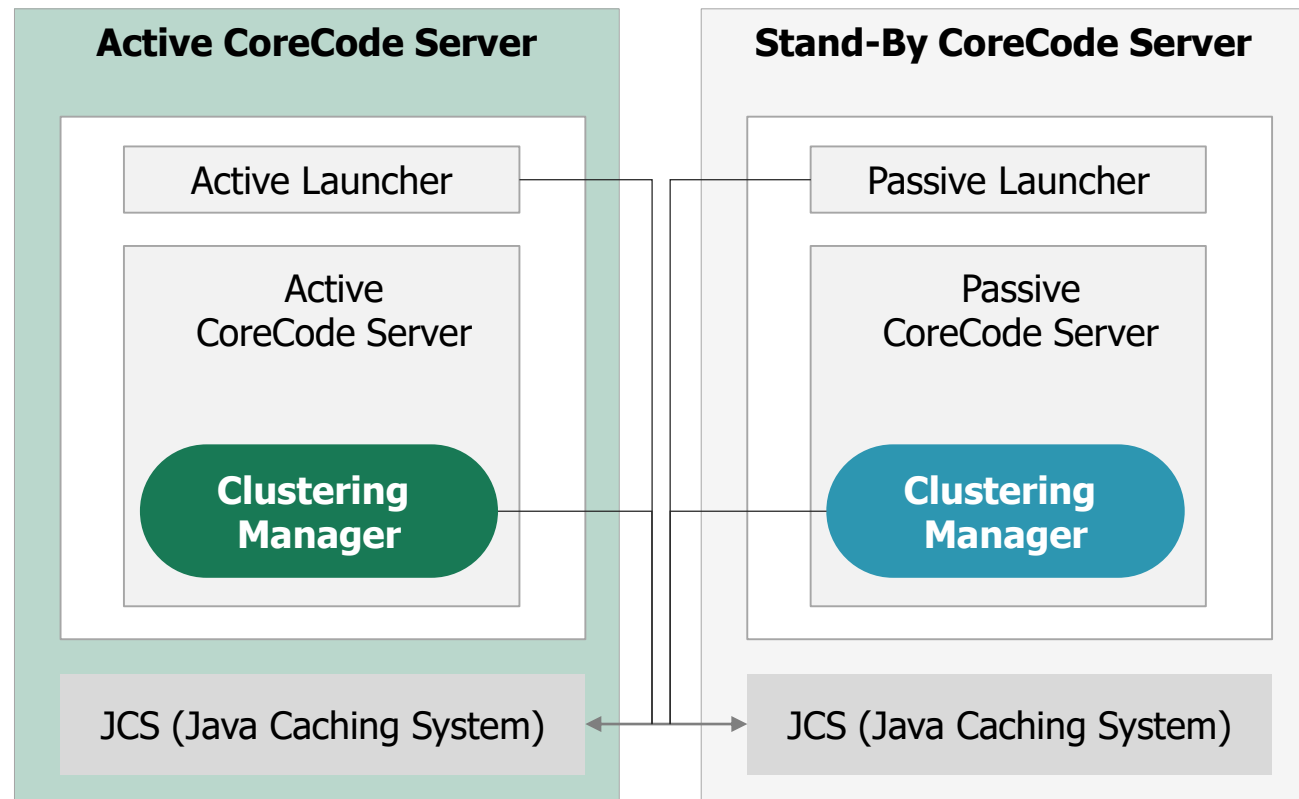 Active CoreCode Server
Active Launcher
Active
CoreCode Server
Clustering
Manager
JCS (Java Caching System)
Stand-By CoreCode Server
Passive Launcher
Passive
CoreCode Server
Clustering
Manager
JCS (Java Caching System)